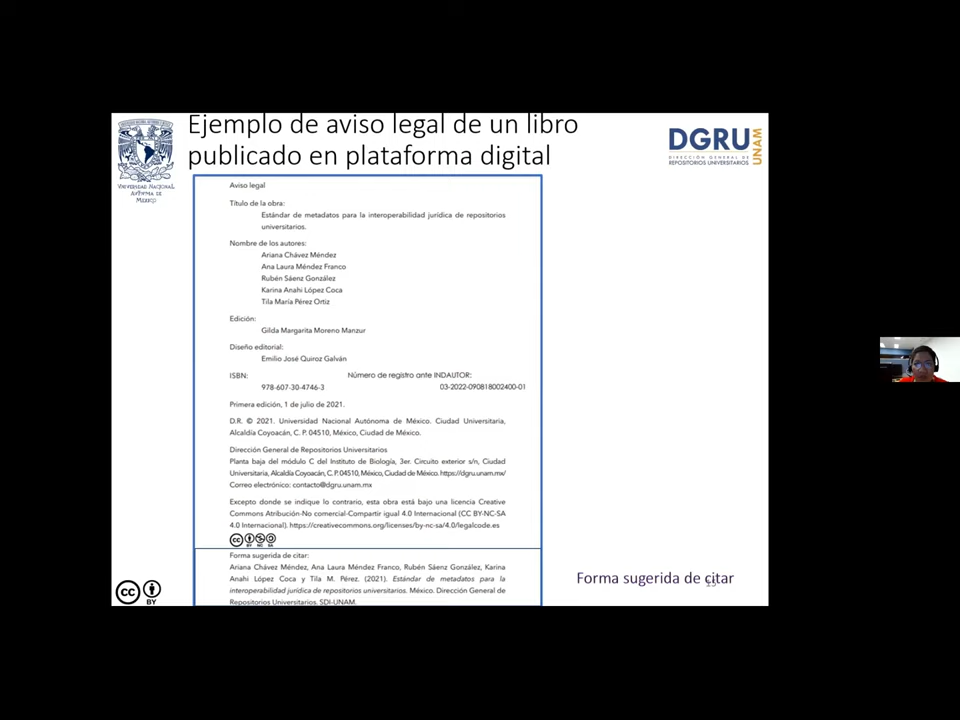 Ejemplo de aviso legal de un libro
publicado en plataforma digital
UNIVERSIDAD NACIONAL
AVTÓNOMA DE
MEXICO
DGRU
UNAM
DIRECCIÓN GENERAL DE
REPOSITORIOS UNIVERSITARIOS
Aviso legal
Título de la obra:
Estándar de metadatos para la interoperabilidad jurídica de repositorios
universitarios.
Nombre de los autores:
Ariana Chávez Méndez
Ana Laura Méndez Franco
Rubén Sáenz González
Karina Anahi López Coca
Tila María Pérez Ortiz
Edición:
Gilda Margarita Moreno Manzur
Diseño editorial:
Emilio José Quiroz Galván
ISBN: Número de registro ante INDAUTOR:
978-607-30-4746-3 03-2022-090818002400-01
Primera edición, 1 de julio de 2021.
D.R. © 2021. Universidad Nacional Autónoma de México. Ciudad Universitaria,
Alcaldía Coyoacán, C. P. 04510, México, Ciudad de México.
Dirección General de Repositorios Universitarios
Planta baja del módulo C del Instituto de Biología, 3er. Circuito exterior s/n, Ciudad
Universitaria, Alcaldía Coyoacán, C. P. 04510, México, Ciudad de México. https://dgru.unam.mx/
Correo electrónico: contacto@dgru.unam.mx
Excepto donde se indique lo contrario, esta obra está bajo una licencia Creative
Commons Atribución-No comercial-Compartir igual 4.0 Internacional (CC BY-NC-SA
4.0 Internacional). https://creativecommons.org/licenses/by-nc-sa/4.0/legalcode.es
cc
BY NC SA
Forma sugerida de citar:
Ariana Chávez Méndez, Ana Laura Méndez Franco, Rubén Sáenz González, Karina
Anahi López Coca y Tila M. Pérez. (2021). Estándar de metadatos para la
interoperabilidad jurídica de repositorios universitarios. México. Dirección General de
Repositorios Universitarios. SDI-UNAM.
Forma sugerida de citar
cc
BY